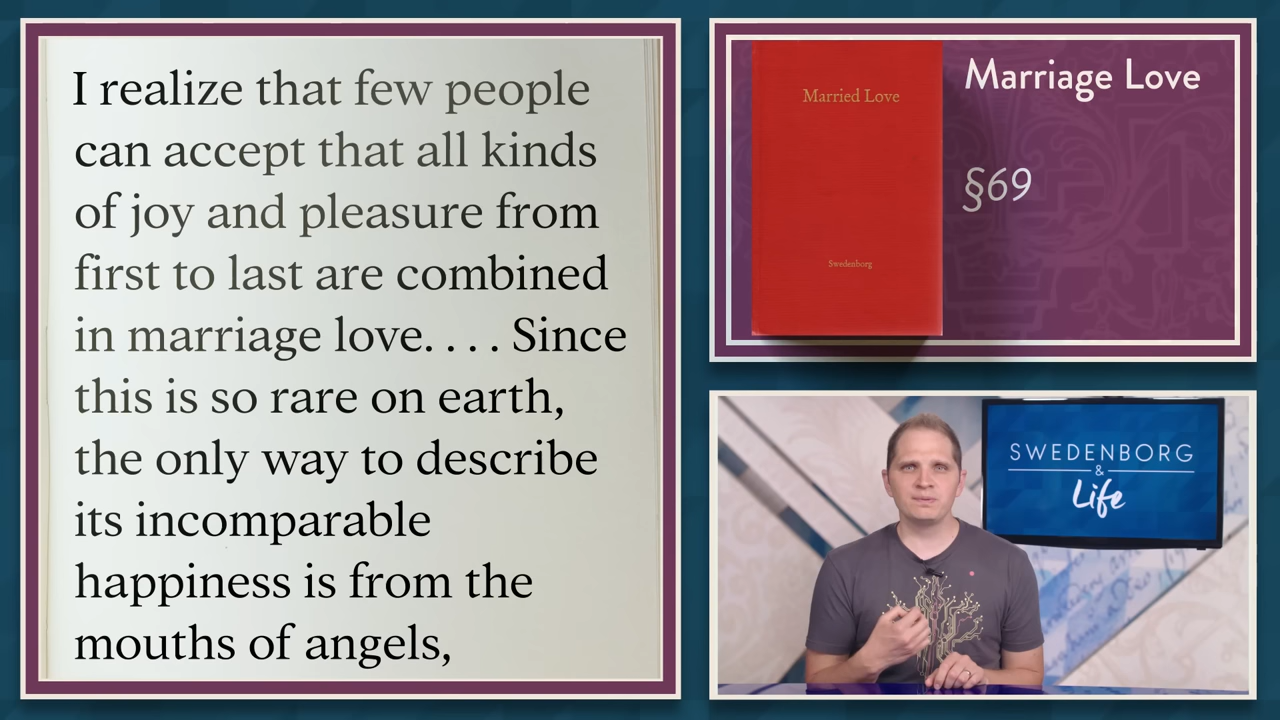 I realize that few people
can accept that all kinds
of joy and pleasure from
first to last are combined
in marriage love. . . . Since
this is so rare on earth,
the only way to describe
its incomparable
happiness is from the
mouths of angels,
Married Love
Swedenborg
Marriage Love
§69
SWEDENBORG
&
Life